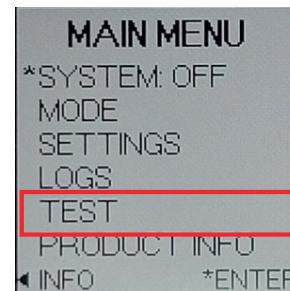 MAIN MENU
*SYSTEM: OFF
MODE
SETTINGS
LOGS
TEST
PRODUCT INFO
◄ INFO *ENTER